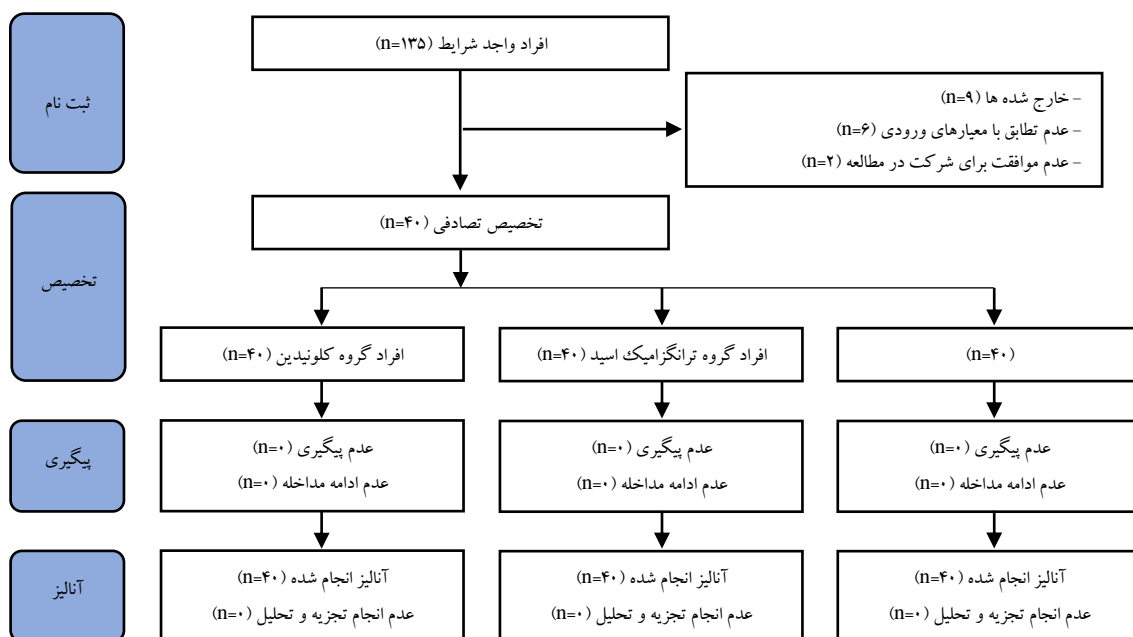 ثبت نام
افراد واجد شرایط (n=۱۳۵)
- خارج شده ها (n=۹)
- عدم تطابق با معیارهای ورودی (n=۶)
- عدم موافقت برای شرکت در مطالعه (n=۲)
تخصیص
تخصیص تصادفی (n=۴۰)
(n=۴۰)
افراد گروه ترانگزامیک اسید (n=۴۰)
افراد گروه کلونیدین (n=۴۰)
پیگیری
عدم پیگیری (n=۰)
عدم ادامه مداخله (n=۰)
عدم پیگیری (n=۰)
عدم ادامه مداخله (n=۰)
عدم پیگیری (n=۰)
عدم ادامه مداخله (n=۰)
آنالیز
آنالیز انجام شده (n=۴۰)
عدم انجام تجزیه و تحلیل (n=۰)
آنالیز انجام شده (n=۴۰)
عدم انجام تجزیه و تحلیل (n=۰)
آنالیز انجام شده (n=۴۰)
عدم انجام تجزیه و تحلیل (n=۰)